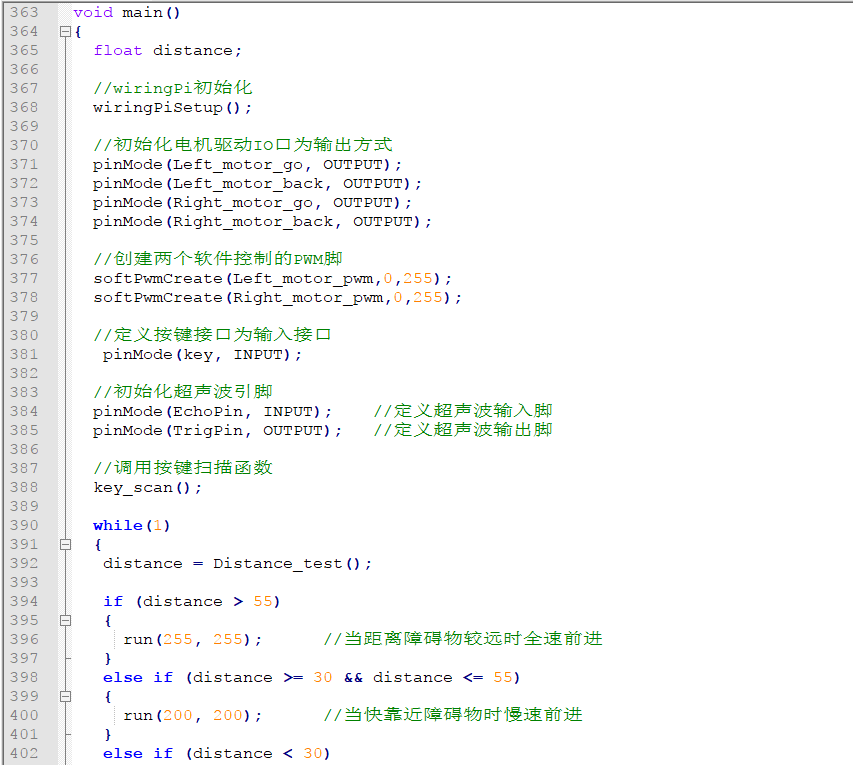 363 void main()
364 {
365 float distance;
366
367 //wiringPi初始化
368 wiringPiSetup();
369
370 //初始化电机驱动IO口为输出方式
371 pinMode(Left_motor_go, OUTPUT);
372 pinMode(Left_motor_back, OUTPUT);
373 pinMode(Right_motor_go, OUTPUT);
374 pinMode(Right_motor_back, OUTPUT);
375
376 //创建两个软件控制的PWM脚
377 softPwmCreate(Left_motor_pwm,0,255);
378 softPwmCreate(Right_motor_pwm,0,255);
379
380 //定义按键接口为输入接口
381 pinMode(key, INPUT);
382
383 //初始化超声波引脚
384 pinMode(EchoPin, INPUT); //定义超声波输入脚
385 pinMode(TrigPin, OUTPUT); //定义超声波输出脚
386
387 //调用按键扫描函数
388 key_scan();
389
390 while(1)
391 {
392 distance = Distance_test();
393
394 if (distance > 55)
395 {
396 run(255, 255); //当距离障碍物较远时全速前进
397 }
398 else if (distance >= 30 && distance <= 55)
399 {
400 run(200, 200); //当快靠近障碍物时慢速前进
401 }
402 else if (distance < 30)